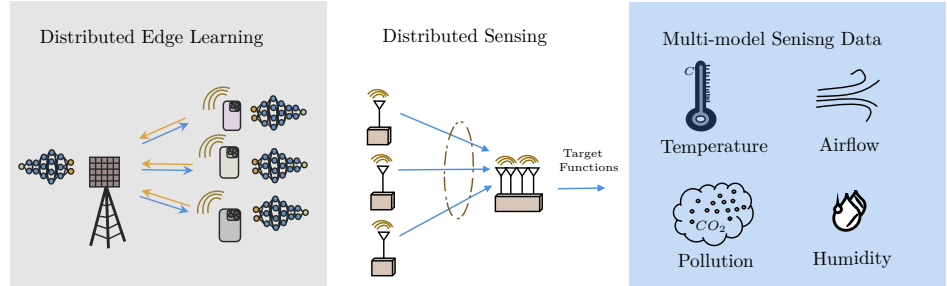 Distributed Edge Learning
Distributed Sensing
Target
Functions
Multi-model Senisng Data
C
Temperature
Airflow
CO₂
Pollution
Humidity